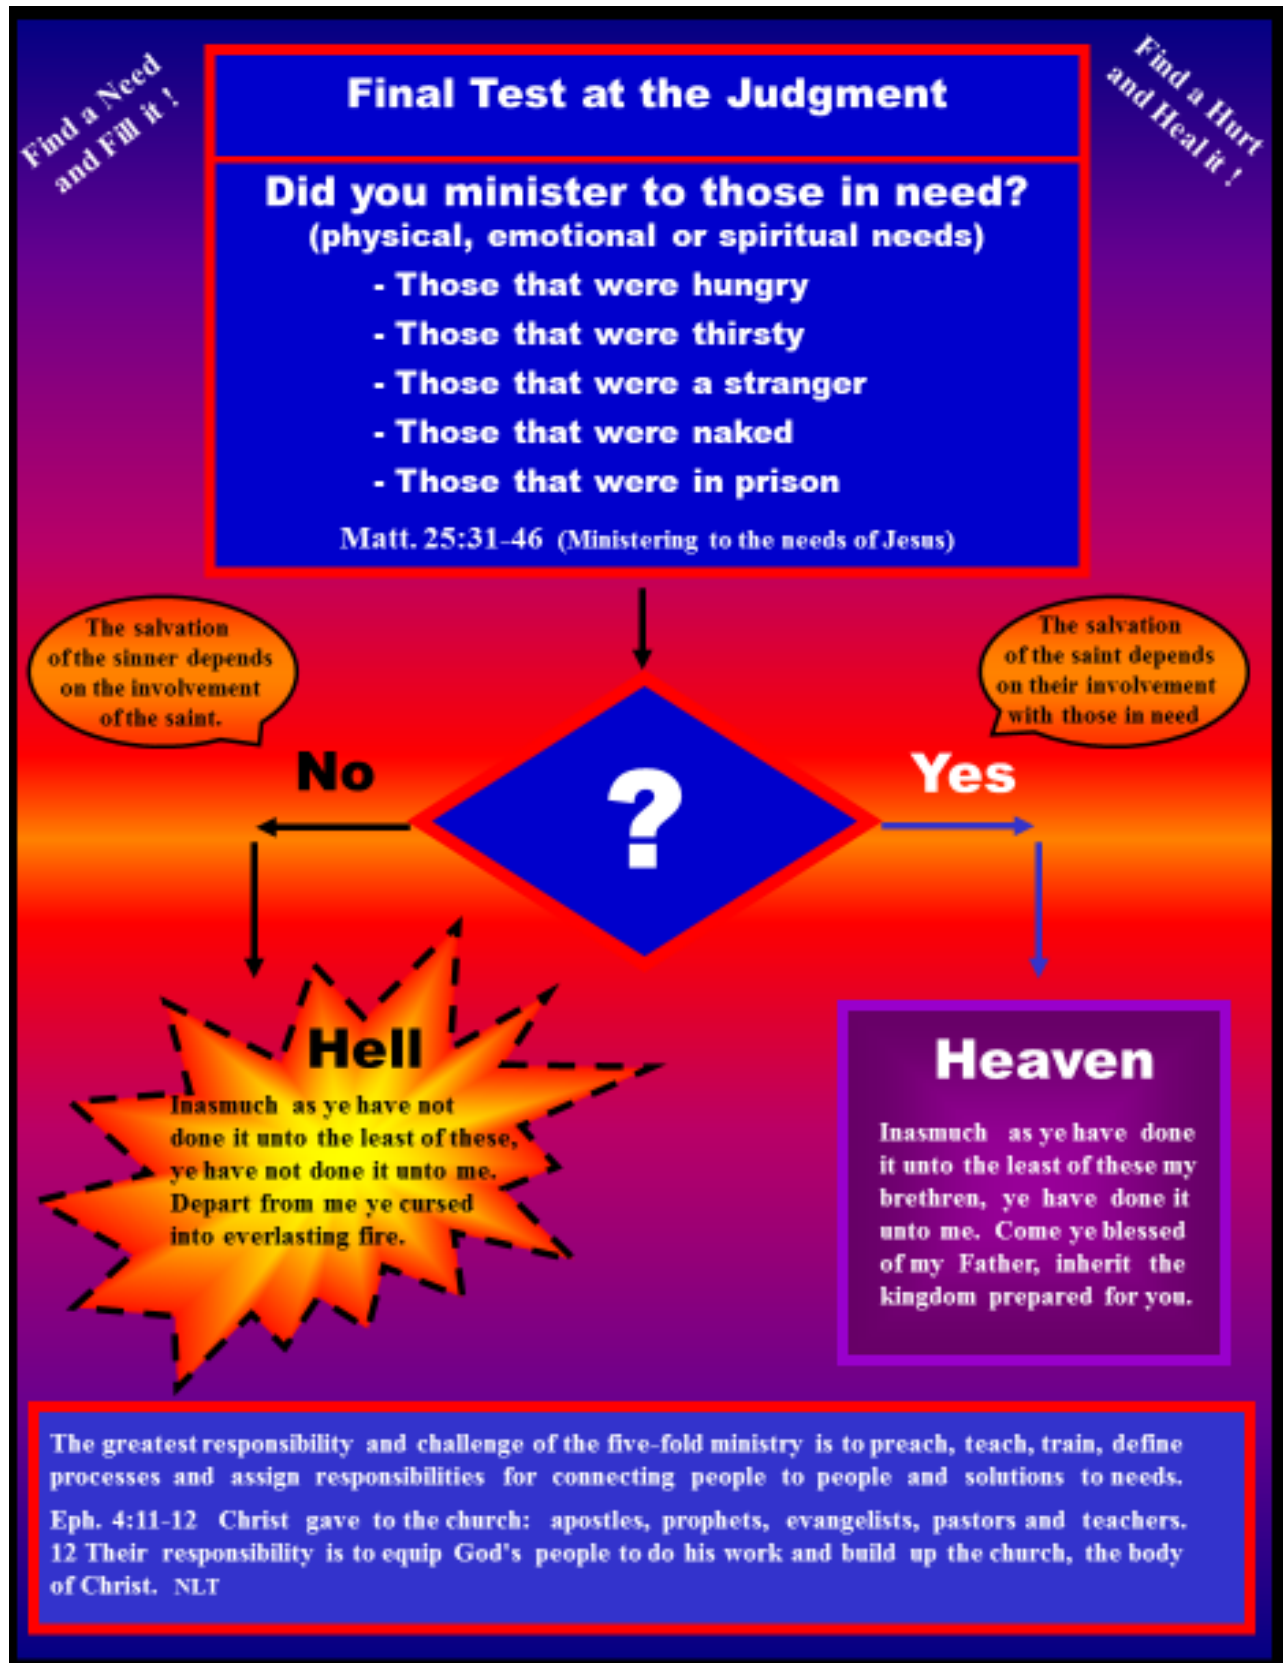 Find a Need
and Fill it !
Find a Hurt
and Heal it !
Final Test at the Judgment
Did you minister to those in need?
(physical, emotional or spiritual needs)
- Those that were hungry
- Those that were thirsty
- Those that were a stranger
- Those that were naked
- Those that were in prison
Matt. 25:31-46 (Ministering to the needs of Jesus)
The salvation
of the sinner depends
on the involvement
of the saint.
The salvation
of the saint depends
on their involvement
with those in need
No
?
Yes
Hell
Inasmuch as ye have not
done it unto the least of these,
ye have not done it unto me.
Depart from me ye cursed
into everlasting fire.
Heaven
Inasmuch as ye have done
it unto the least of these my
brethren, ye have done it
unto me. Come ye blessed
of my Father, inherit the
kingdom prepared for you.
The greatest responsibility and challenge of the five-fold ministry is to preach, teach, train, define
processes and assign responsibilities for connecting people to people and solutions to needs.
Eph. 4:11-12 Christ gave to the church: apostles, prophets, evangelists, pastors and teachers.
12 Their responsibility is to equip God's people to do his work and build up the church, the body
of Christ. NLT